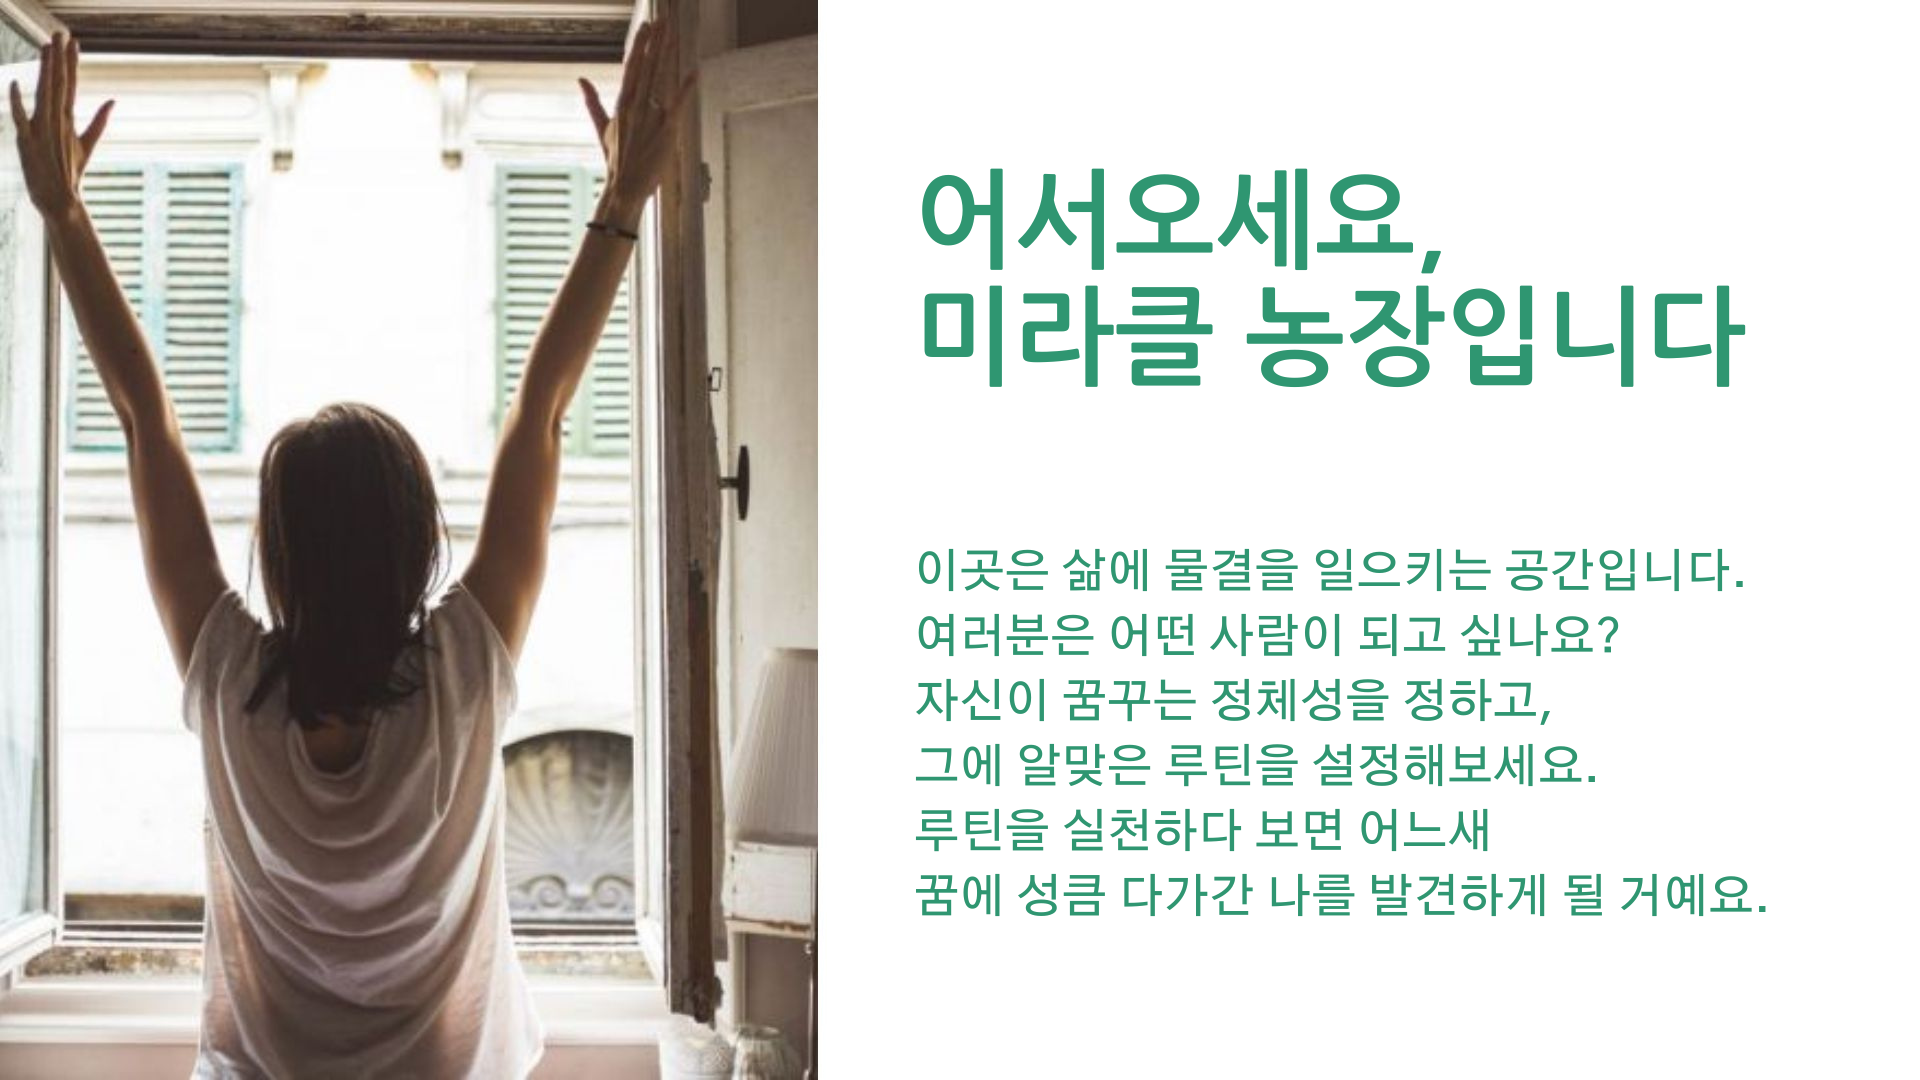 어서오세요,
미라클 농장입니다
이곳은 삶에 물결을 일으키는 공간입니다.
여러분은 어떤 사람이 되고 싶나요?
자신이 꿈꾸는 정체성을 정하고,
그에 알맞은 루틴을 설정해보세요.
루틴을 실천하다 보면 어느새
꿈에 성큼 다가간 나를 발견하게 될 거예요.